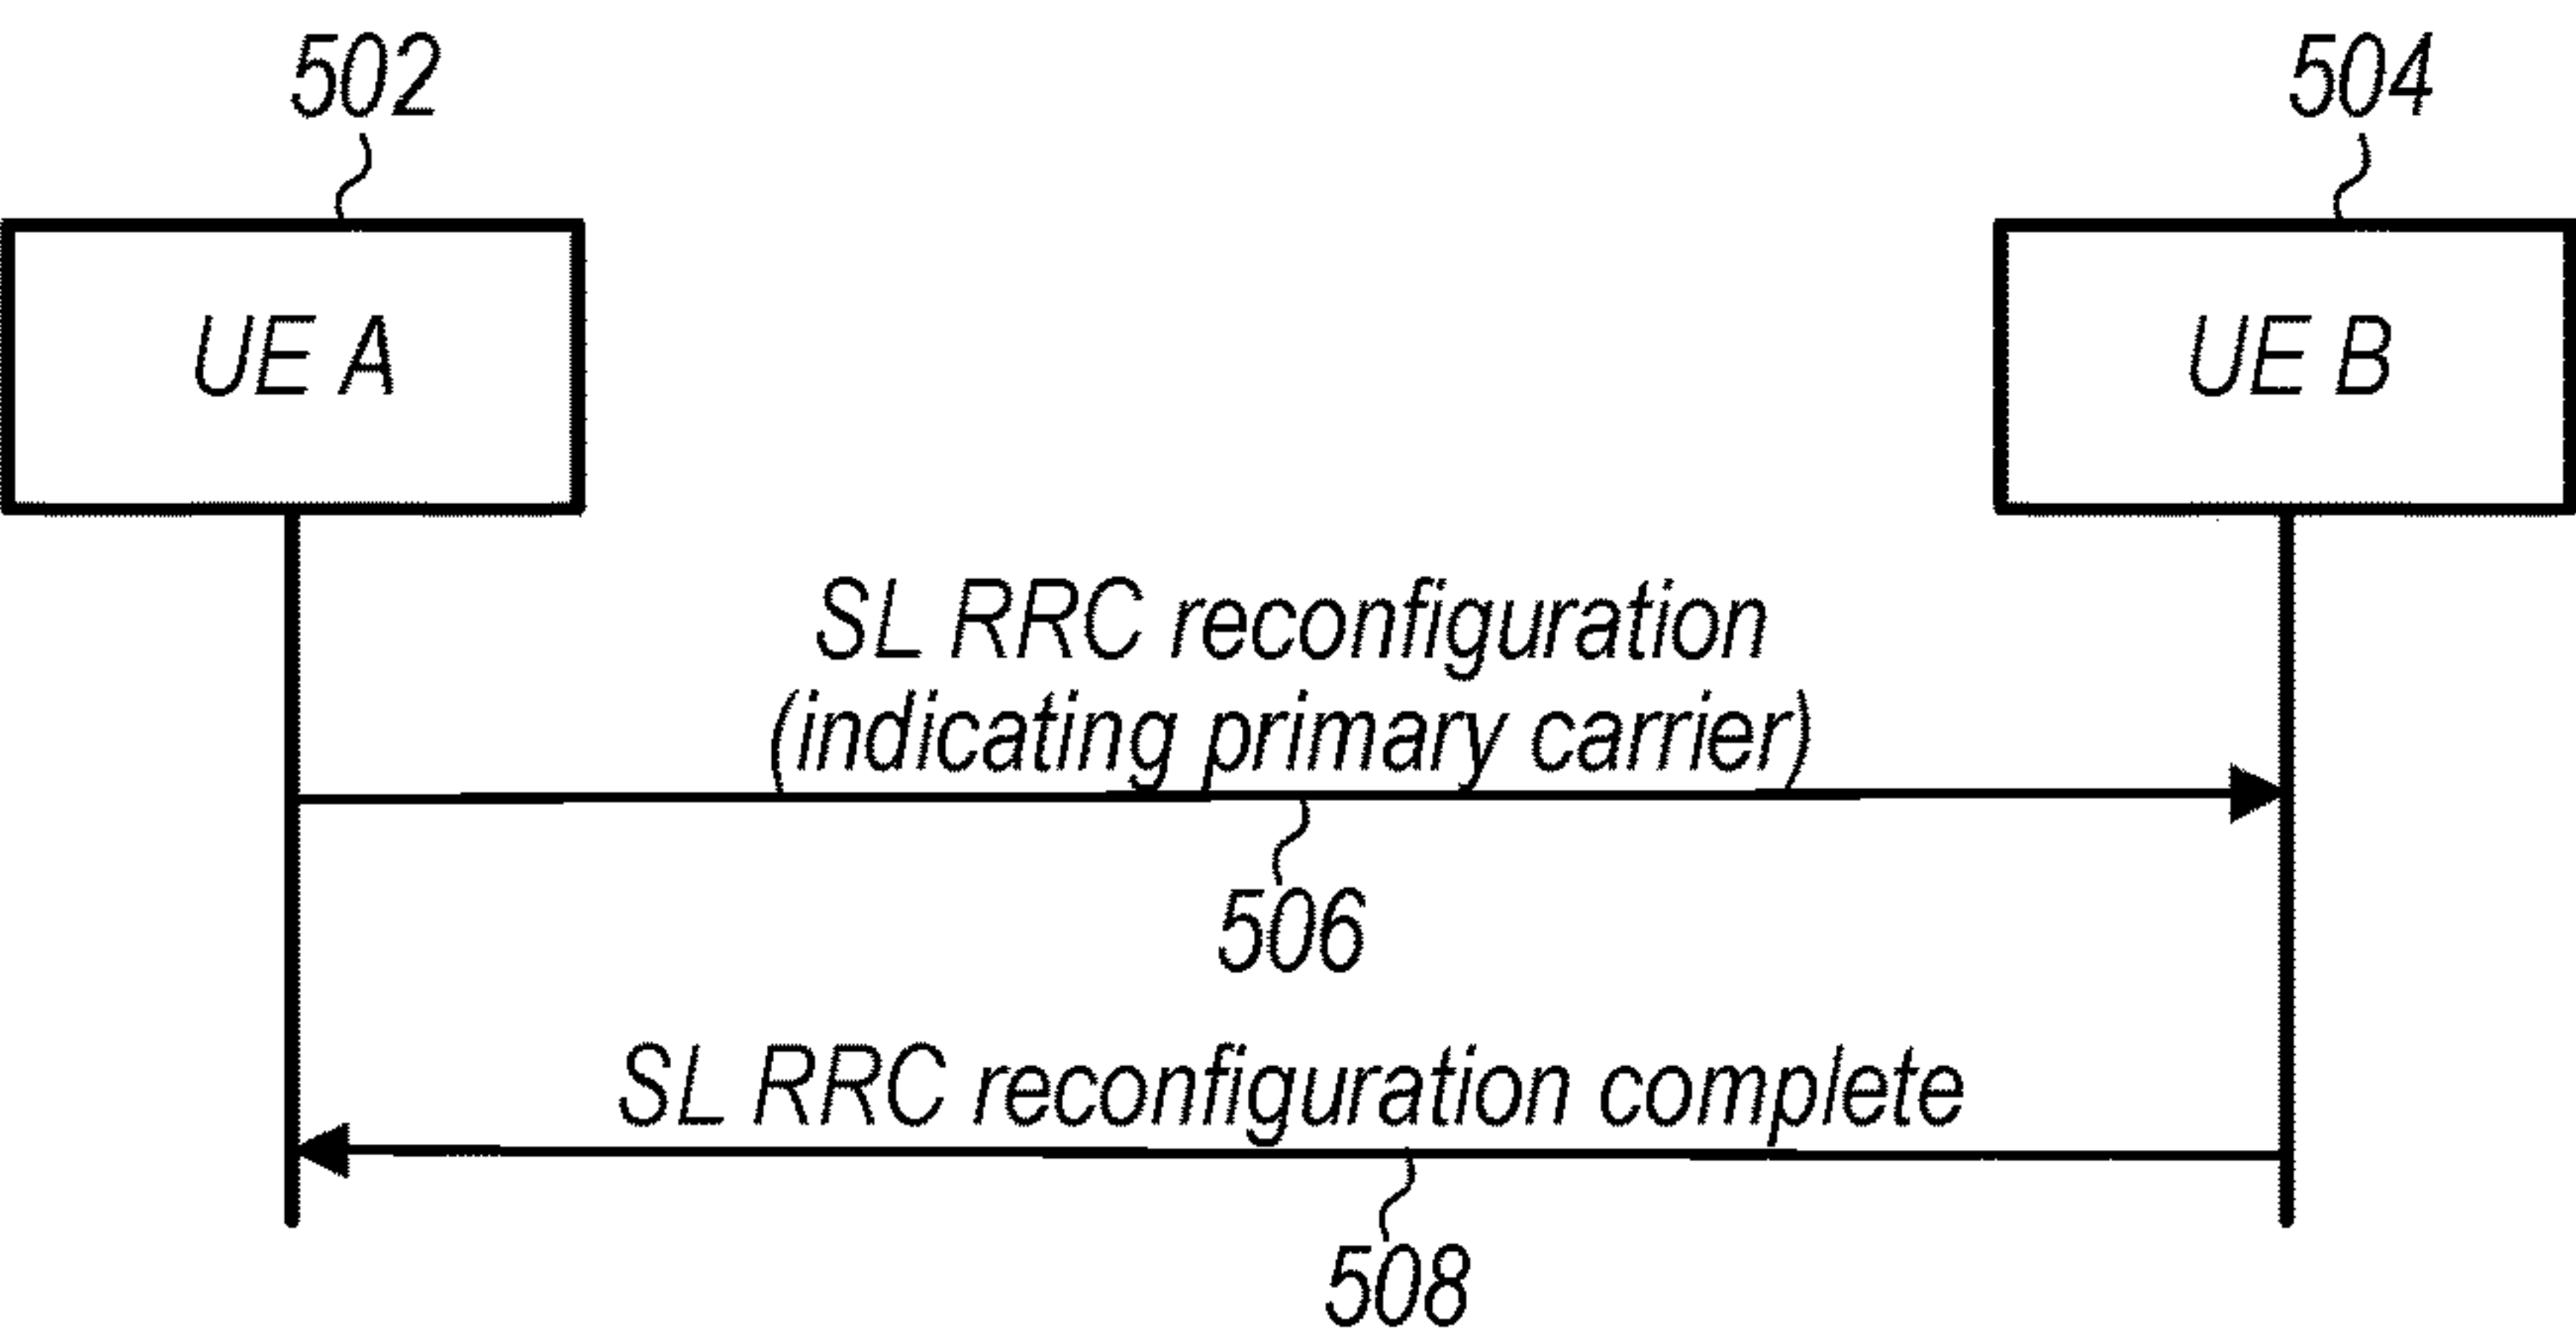 502
504
UE A
UE B
SL RRC reconfiguration
(indicating primary carrier)
506
SL RRC reconfiguration complete
508